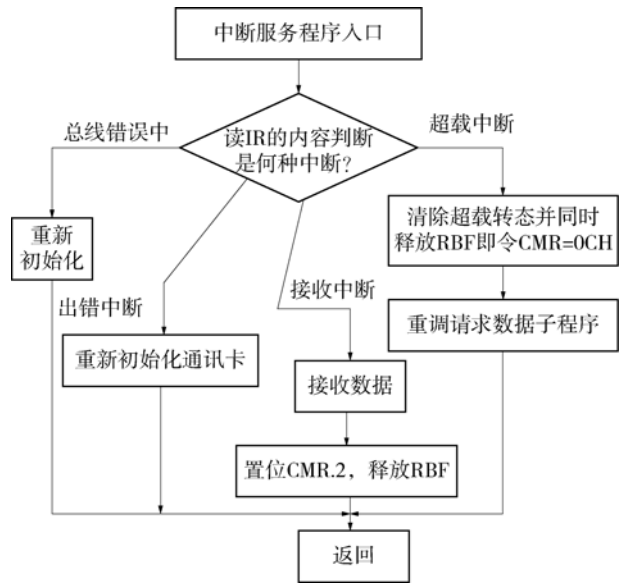 中断服务程序入口
总线错误中
读IR的内容判断
是何种中断？
超载中断
重新
初始化
清除超载转态并同时
释放RBF即令CMR=0CH
出错中断
接收中断
重调请求数据子程序
重新初始化通讯卡
接收数据
置位CMR.2，释放RBF
返回